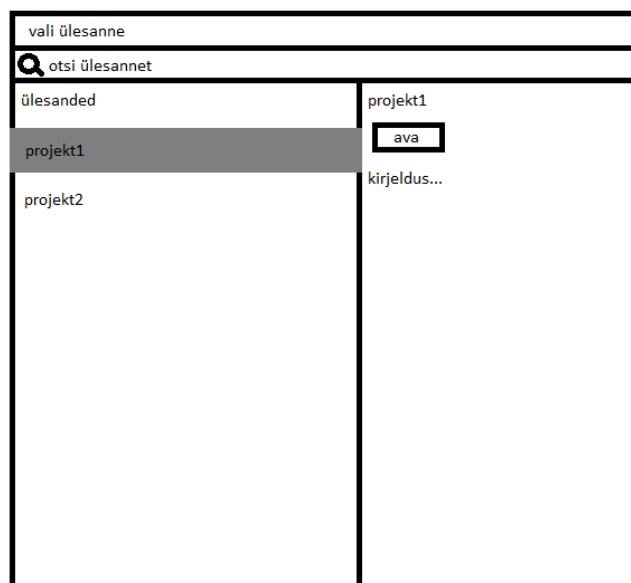 vali ülesanne
otsi ülesannet
ülesanded
projekt1
projekt2
projekt1
ava
kirjeldus...